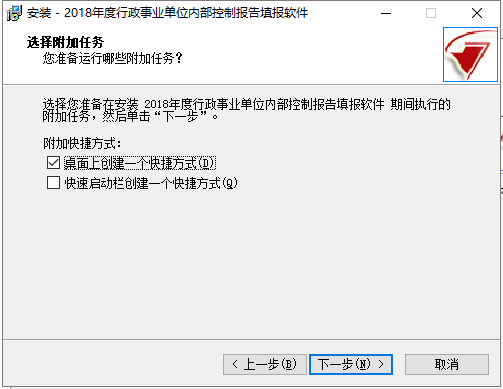 安装 - 2018年度行政事业单位内部控制报告填报软件
选择附加任务
您准备运行哪些附加任务？
选择您准备在安装 2018年度行政事业单位内部控制报告填报软件 期间执行的
附加任务，然后单击“下一步”。
附加快捷方式：
桌面上创建一个快捷方式(D)
快速启动栏创建一个快捷方式(Q)
< 上一步(B)
下一步(N) >
取消